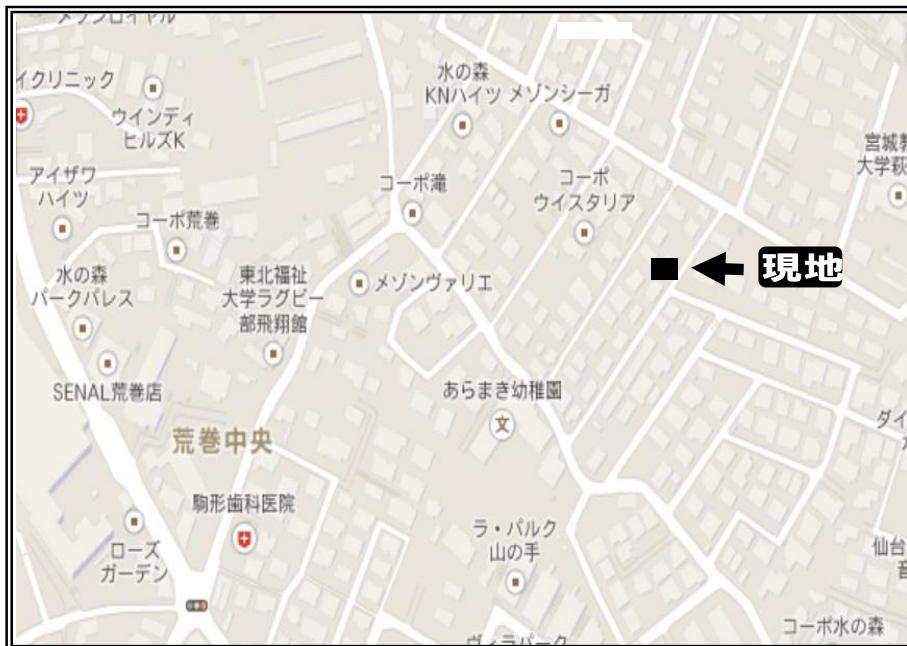 メゾンロイヤル
イクリニック
ウインディ
ヒルズK
水の森
KNハイツ
メゾンシーガ
宮城教
大学萩
アイザワ
ハイツ
コーポ荒巻
コーポ滝
コーポ
ウイスタリア
水の森
パークパレス
東北福祉
大学ラグビー
部飛翔館
メゾンヴァリエ
現地
SENAL荒巻店
あらまき幼稚園
文
荒巻中央
ダイ
駒形歯科医院
ローズ
ガーデン
ラ・パルク
山の手
仙台
音
コーポ水の森
ヴィラパーク